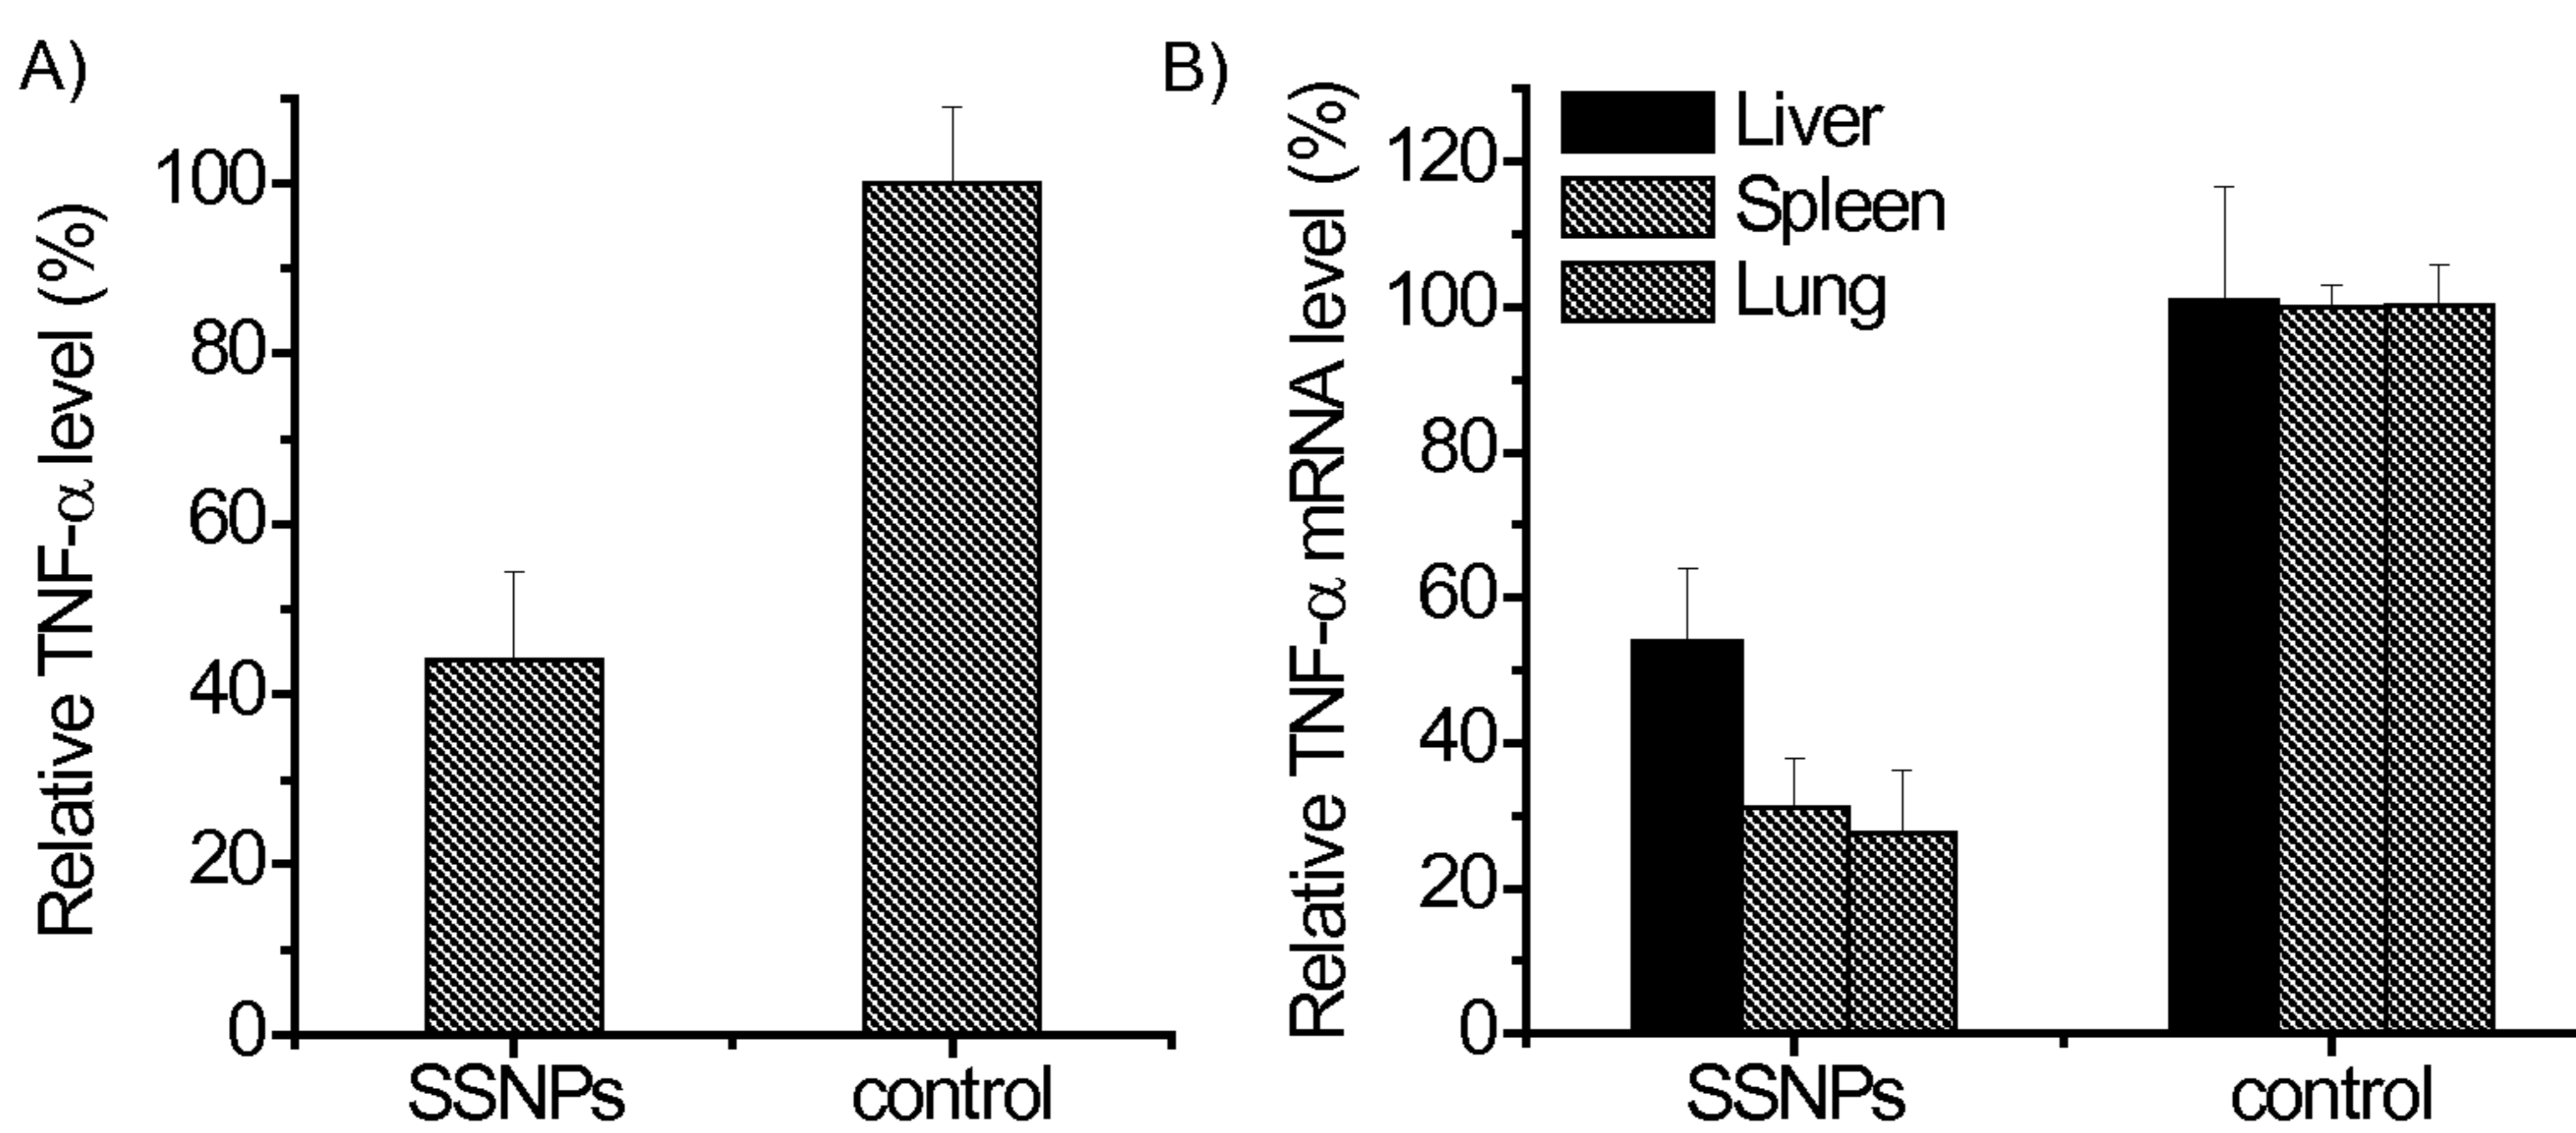 A)
Relative TNF-α level (%)
100
80
60
40
20
0
SSNPs
control
B)
Relative TNF-α mRNA level (%)
120
100
80
60
40
20
0
Liver
Spleen
Lung
SSNPs
control